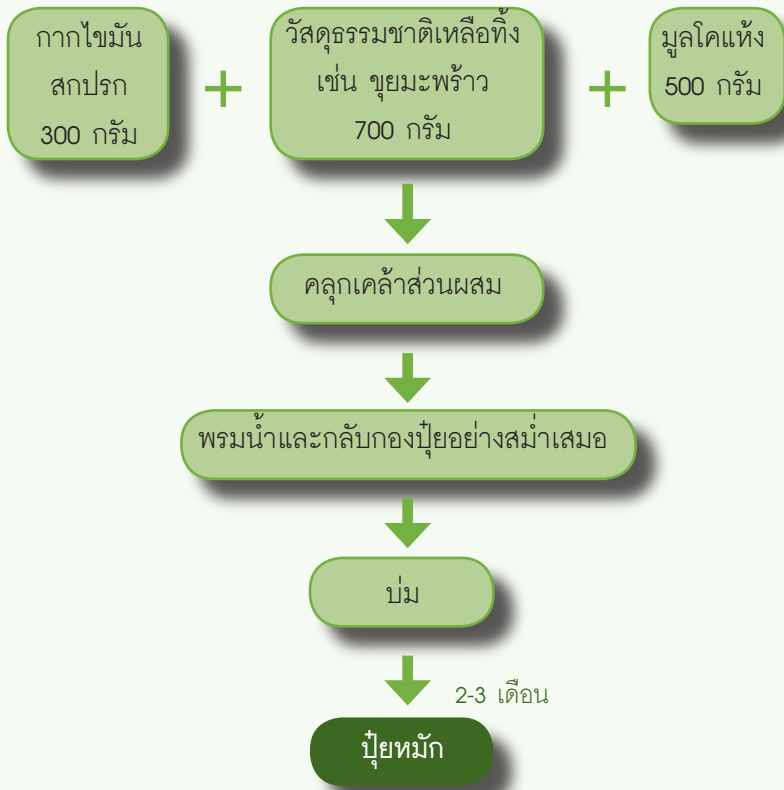 กากไขมัน
สกปรก
300 กรัม
+
วัสดุธรรมชาติเหลือทิ้ง
เช่น ขุยมะพร้าว
700 กรัม
+
มูลโคแห้ง
500 กรัม
คลุกเคล้าส่วนผสม
พรมน้ำและกลับกองปุ๋ยอย่างสม่ำเสมอ
บ่ม
2-3 เดือน
ปุ๋ยหมัก